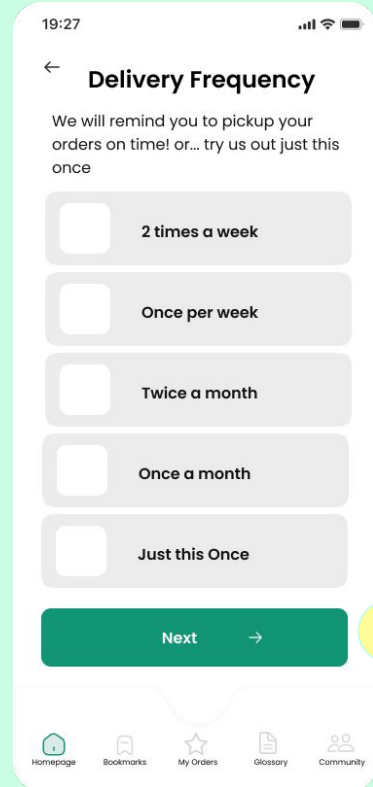 19:27
Delivery Frequency
We will remind you to pickup your
orders on time! or... try us out just this
once
2 times a week
Once per week
Twice a month
Once a month
Just this Once
Next
Homepage Bookmarks My Orders Glossary Community